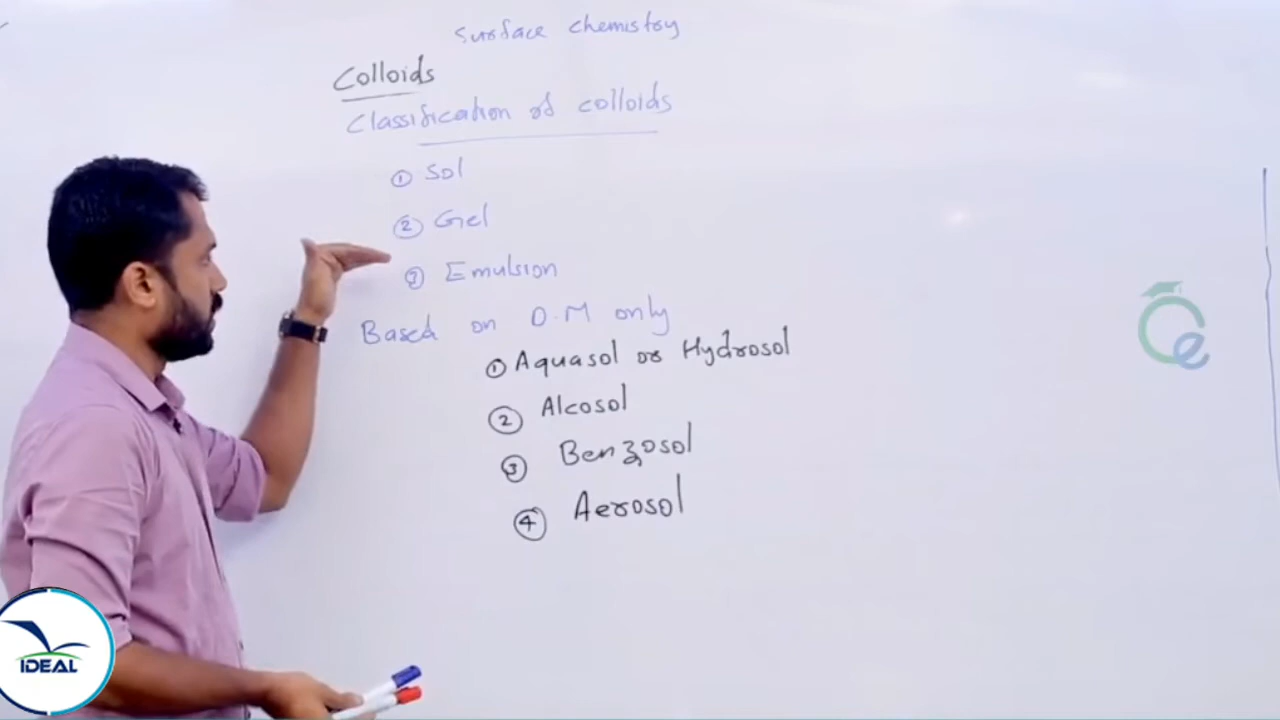 Surface chemistry
Colloids
Classification of colloids
① Sol
② Gel
③ Emulsion
Based on D.M only
① Aquasol or Hydrosol
② Alcosol
③ Benzosol
④ Aerosol
IDEAL